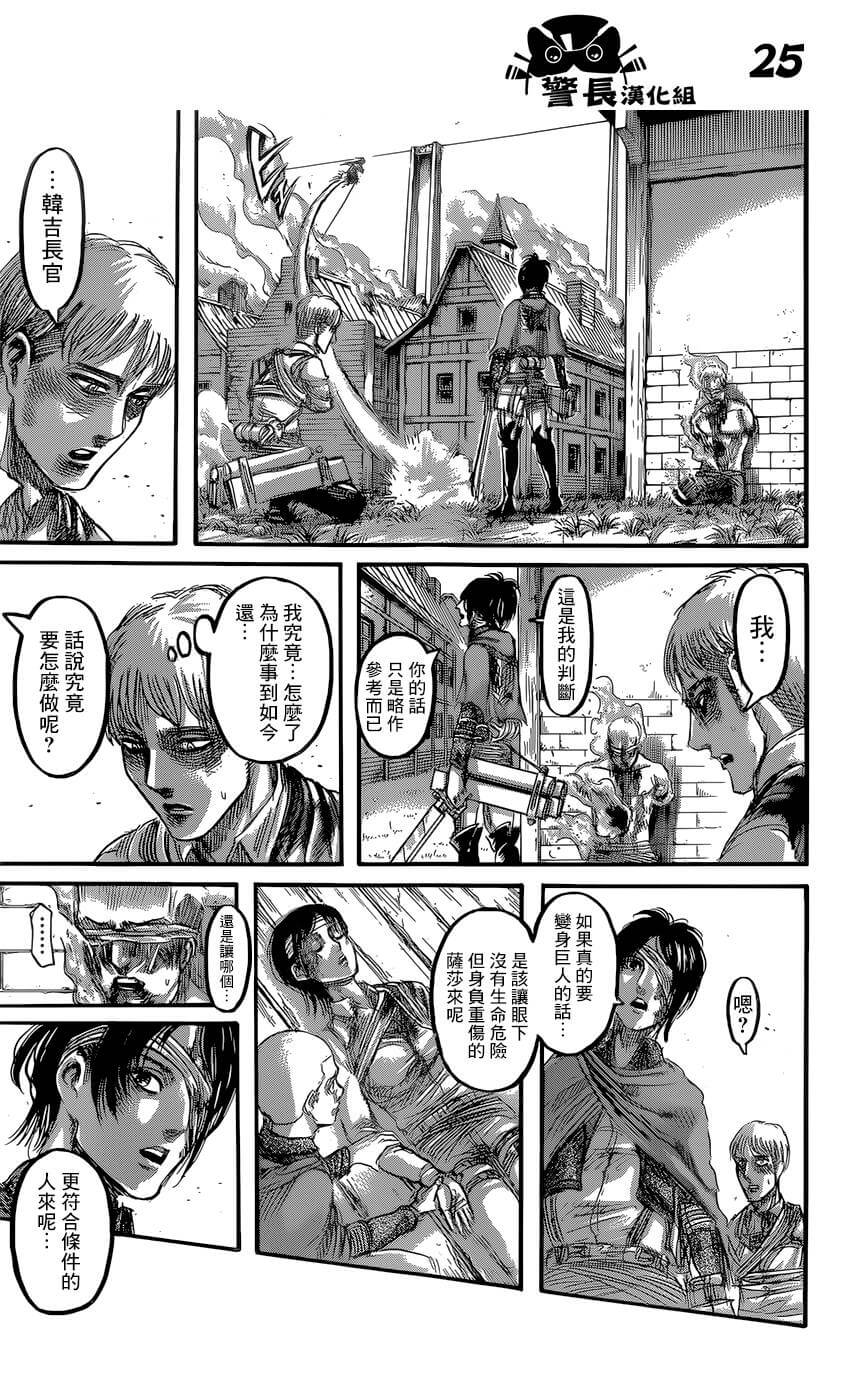 警長漢化組
25
…韓吉長官
我…
這是我的判斷
你的話
只是略作
參考而已
我究竟…怎麼了
為什麼事到如今
還…
話說究竟
要怎麼做呢?
嗯?
如果真的要
變身巨人的話…
是該讓眼下
沒有生命危險
但身負重傷的
薩莎來呢
還是讓哪個…
……
更符合條件的
人來呢…